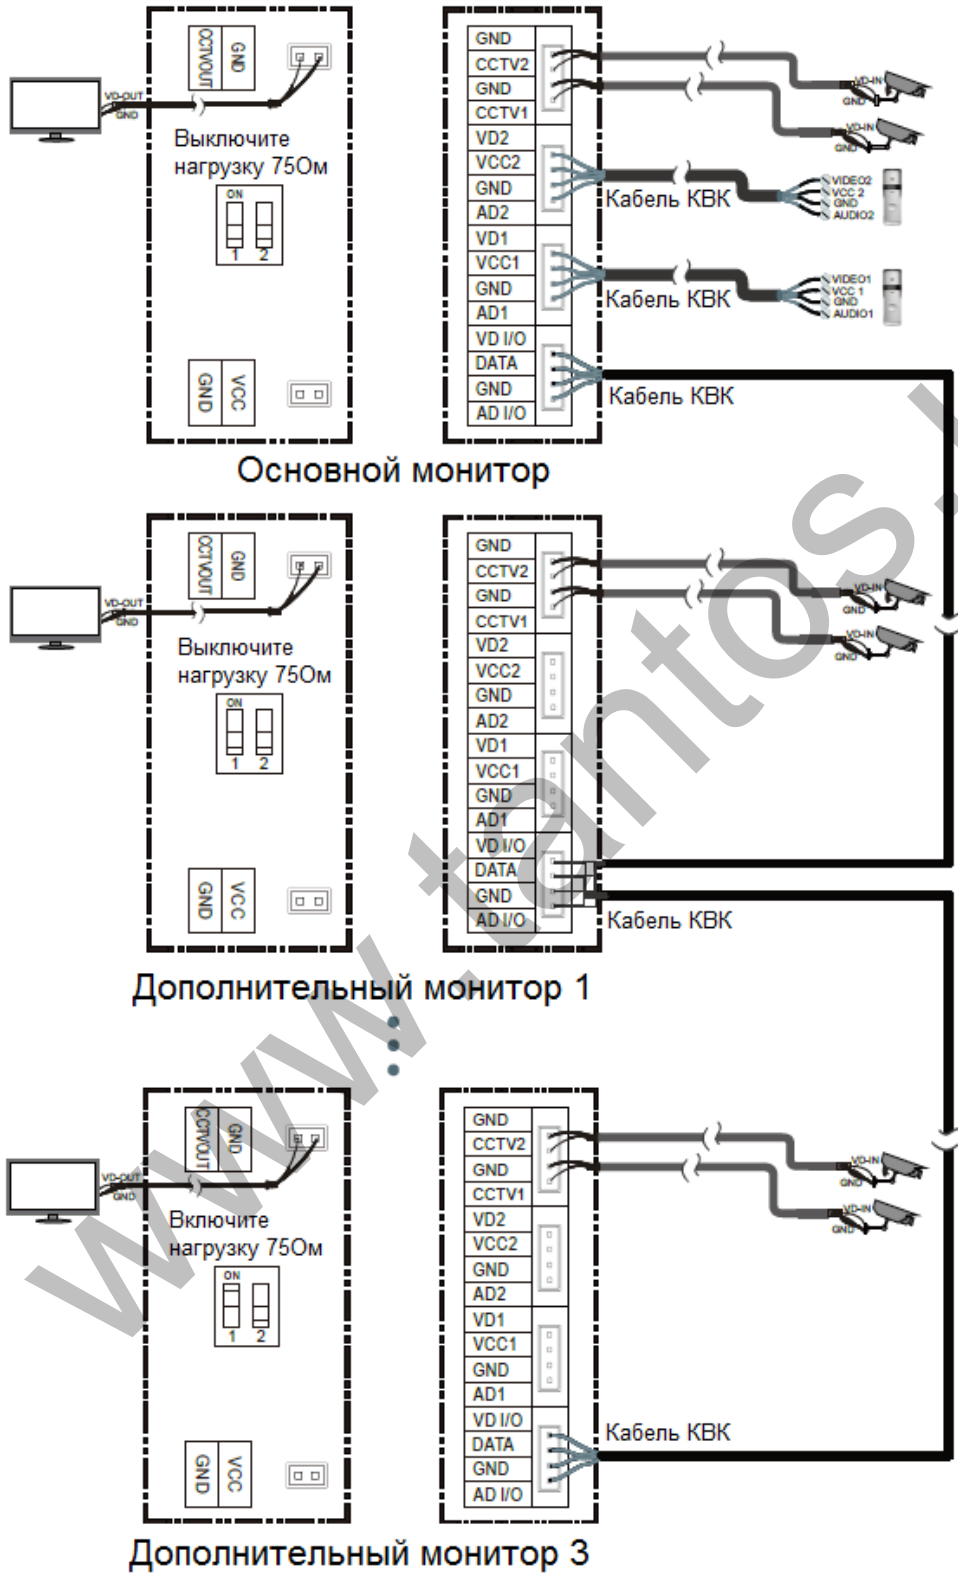 CCTVOUT
GND
VD-OUT
GND
Выключите
нагрузку 75Ом
ON
1 2
GND
VCC
GND
CCTV2
GND
CCTV1
VD2
VCC2
GND
AD2
VD1
VCC1
GND
AD1
VD I/O
DATA
GND
AD I/O
VD-IN
GND
VD-IN
GND
Кабель КВК
VIDEO2
VCC 2
GND
AUDIO2
Кабель КВК
VIDEO1
VCC 1
GND
AUDIO1
Кабель КВК
Основной монитор
CCTVOUT
GND
VD-OUT
GND
Выключите
нагрузку 75Ом
ON
1 2
GND
VCC
GND
CCTV2
GND
CCTV1
VD2
VCC2
GND
AD2
VD1
VCC1
GND
AD1
VD I/O
DATA
GND
AD I/O
VD-IN
GND
VD-IN
GND
Кабель КВК
Дополнительный монитор 1
CCTVOUT
GND
VD-OUT
GND
Включите
нагрузку 75Ом
ON
1 2
GND
VCC
GND
CCTV2
GND
CCTV1
VD2
VCC2
GND
AD2
VD1
VCC1
GND
AD1
VD I/O
DATA
GND
AD I/O
VD-IN
GND
VD-IN
GND
Кабель КВК
Дополнительный монитор 3
www.tantos.